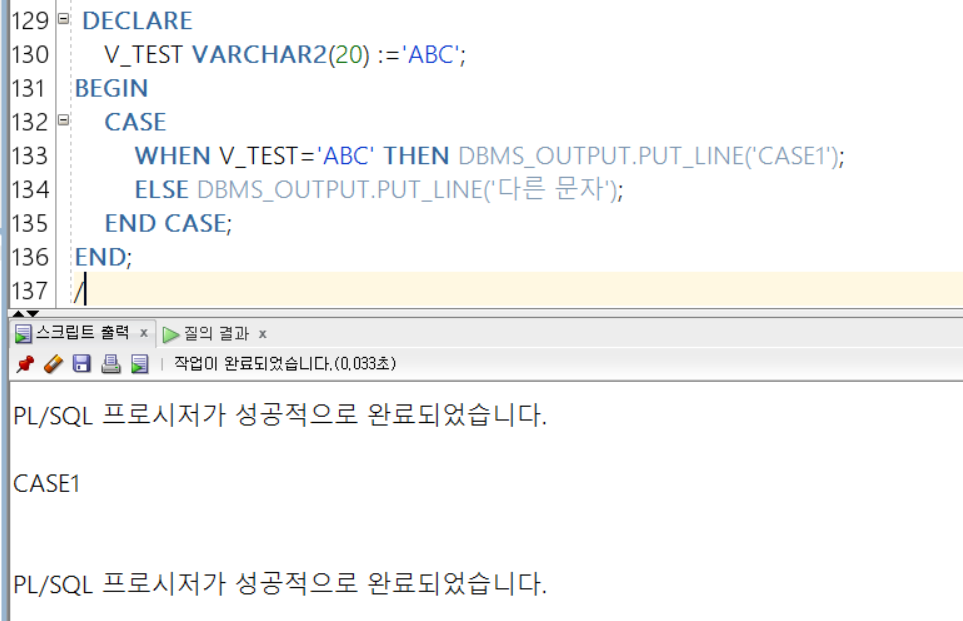 129 DECLARE
130 V_TEST VARCHAR2(20) :='ABC';
131 BEGIN
132 CASE
133 WHEN V_TEST='ABC' THEN DBMS_OUTPUT.PUT_LINE('CASE1');
134 ELSE DBMS_OUTPUT.PUT_LINE('다른 문자');
135 END CASE;
136 END;
137 /
스크립트 출력 x 질의 결과 x
작업이 완료되었습니다.(0,033초)
PL/SQL 프로시저가 성공적으로 완료되었습니다.
CASE1
PL/SQL 프로시저가 성공적으로 완료되었습니다.